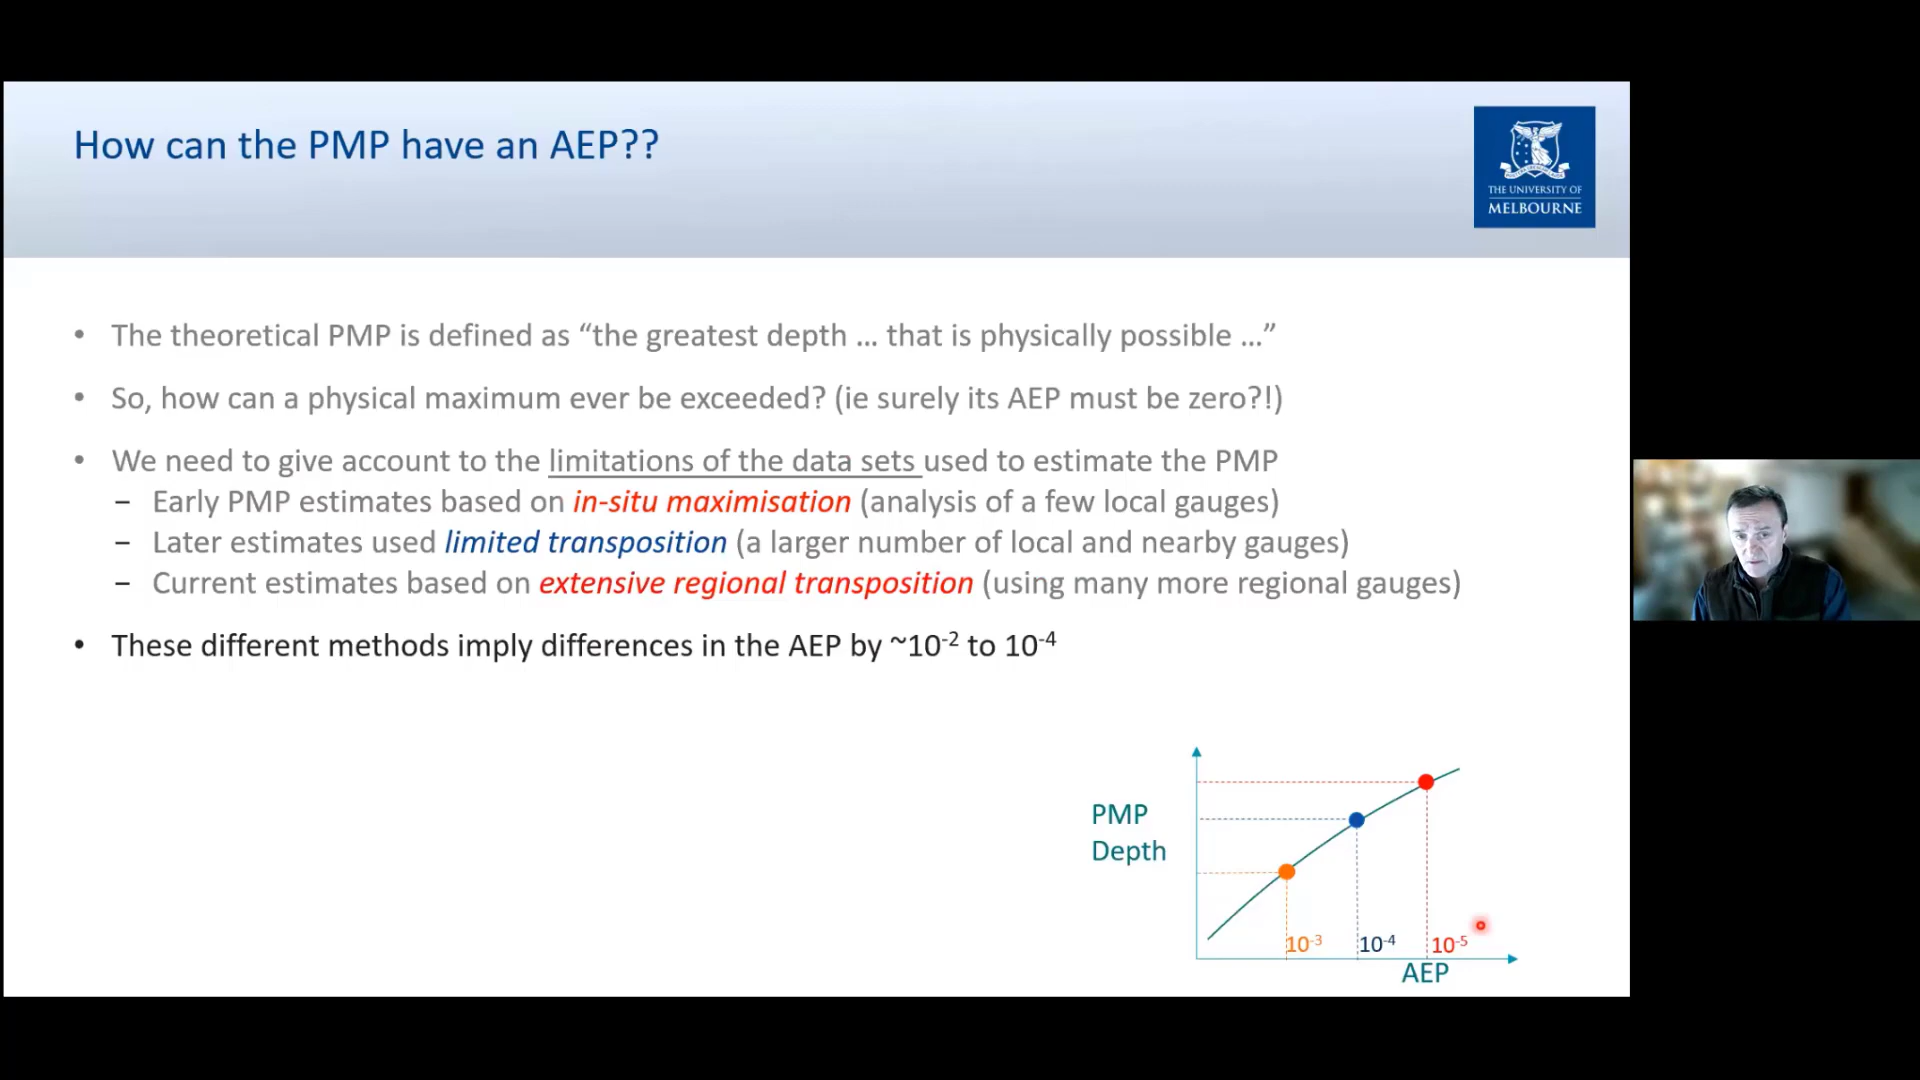 How can the PMP have an AEP??
THE UNIVERSITY OF
MELBOURNE
• The theoretical PMP is defined as “the greatest depth ... that is physically possible ...”
• So, how can a physical maximum ever be exceeded? (ie surely its AEP must be zero?!)
• We need to give account to the limitations of the data sets used to estimate the PMP
− Early PMP estimates based on in-situ maximisation (analysis of a few local gauges)
− Later estimates used limited transposition (a larger number of local and nearby gauges)
− Current estimates based on extensive regional transposition (using many more regional gauges)
• These different methods imply differences in the AEP by ~10⁻² to 10⁻⁴
PMP
Depth
10⁻³ 10⁻⁴ 10⁻⁵
AEP